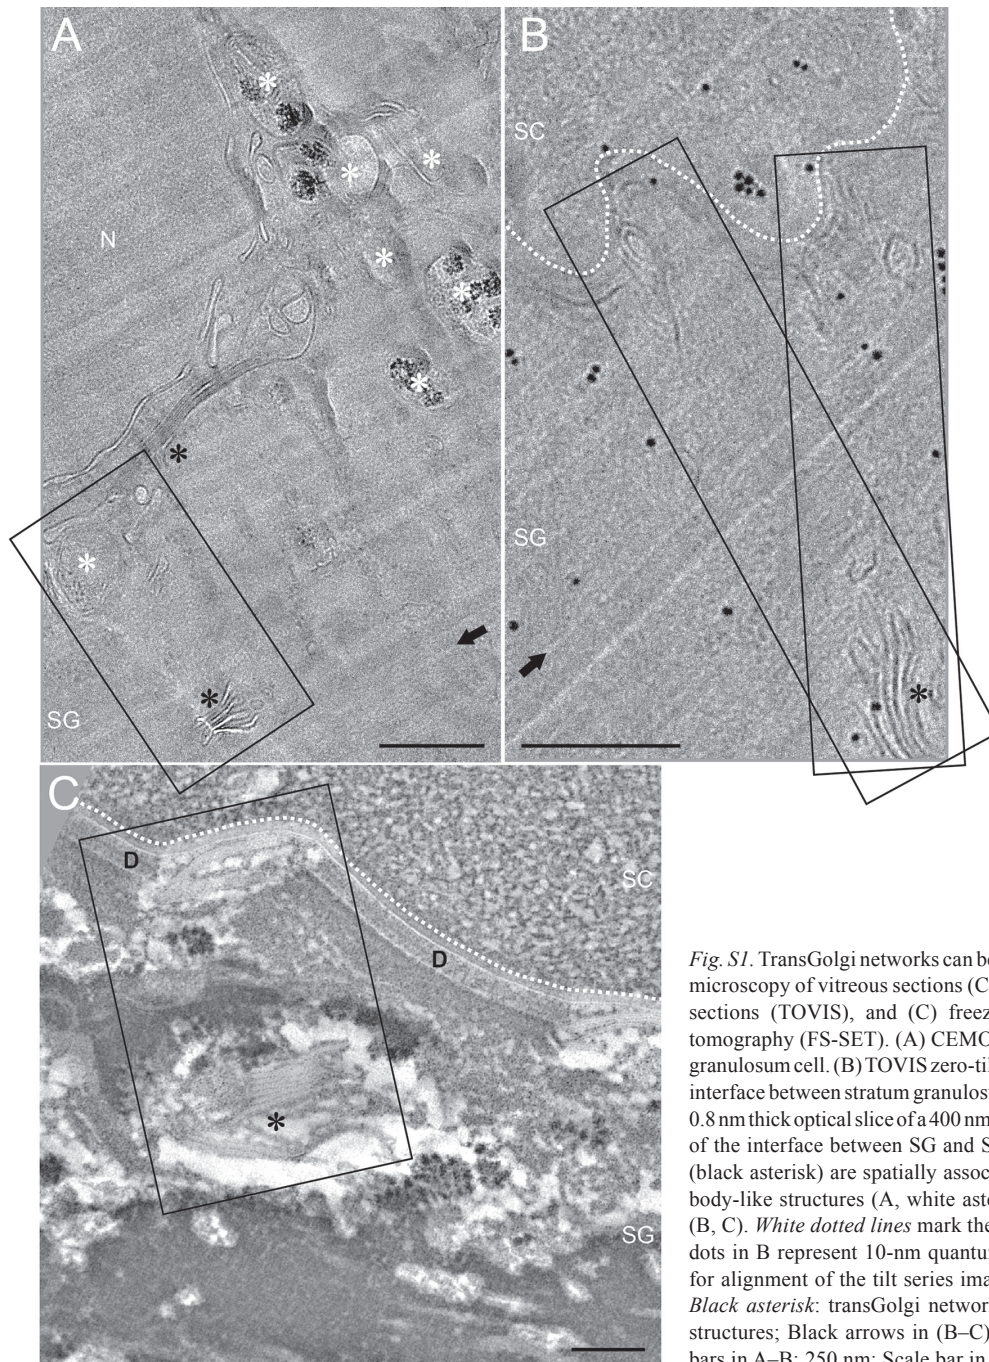 A
B
SC
N
SG
SG
C
D
SC
D
SG
Fig. S1. TransGolgi networks can be
microscopy of vitreous sections (C
sections (TOVIS), and (C) freez
tomography (FS-SET). (A) CEMO
granulosum cell. (B) TOVIS zero-til
interface between stratum granulosu
0.8 nm thick optical slice of a 400 nm
of the interface between SG and S
(black asterisk) are spatially assoc
body-like structures (A, white aste
(B, C). White dotted lines mark the
dots in B represent 10-nm quantur
for alignment of the tilt series ima
Black asterisk: transGolgi networ
structures; Black arrows in (B–C)
bars in A–B: 250 nm; Scale bar in